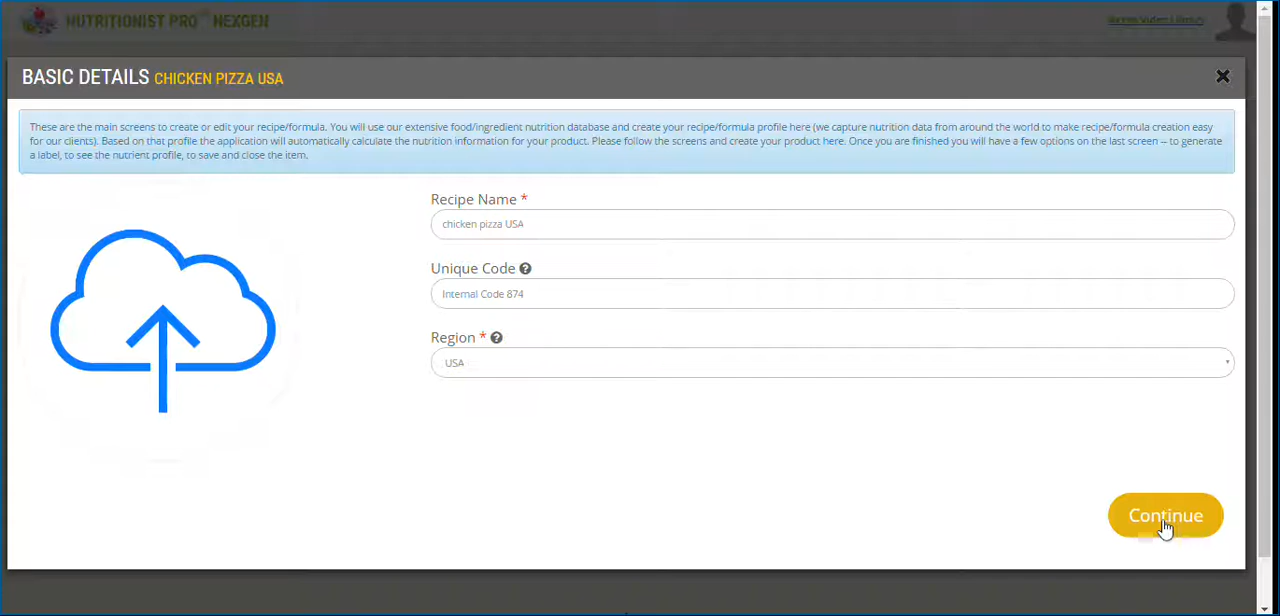 NUTRITIONIST PRO™ NEXGEN
BASIC DETAILS CHICKEN PIZZA USA
These are the main screens to create or edit your recipe/formula. You will use our extensive food/ingredient nutrition database and create your recipe/formula profile here (we capture nutrition data from around the world to make recipe/formula creation easy
for our clients). Based on that profile the application will automatically calculate the nutrition information for your product. Please follow the screens and create your product here. Once you are finished you will have a few options on the last screen – to generate
a label, to see the nutrient profile, to save and close the item.
Recipe Name *
chicken pizza USA
Unique Code ?
Internal Code 874
Region * ?
USA
Continue